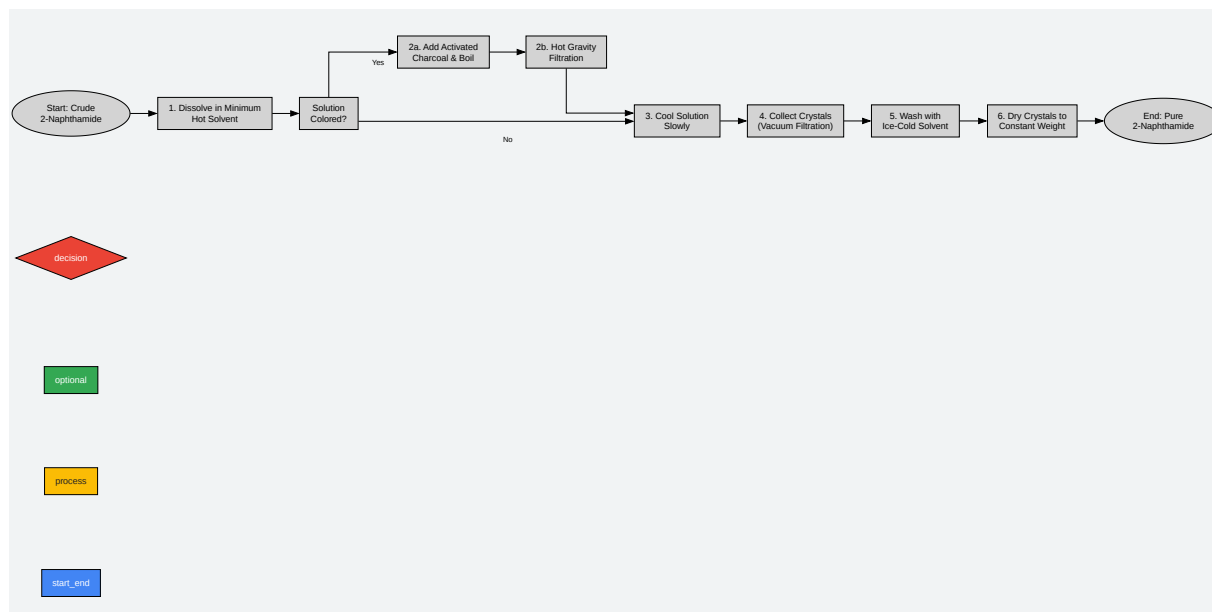 2a. Add Activated
Charcoal & Boil
2b. Hot Gravity
Filtration
Yes
Start: Crude
2-Naphthamide
1. Dissolve in Minimum
Hot Solvent
Solution
Colored?
3. Cool Solution
Slowly
4. Collect Crystals
(Vacuum Filtration)
5. Wash with
Ice-Cold Solvent
6. Dry Crystals to
Constant Weight
End: Pure
2-Naphthamide
No
decision
optional
process
start_end